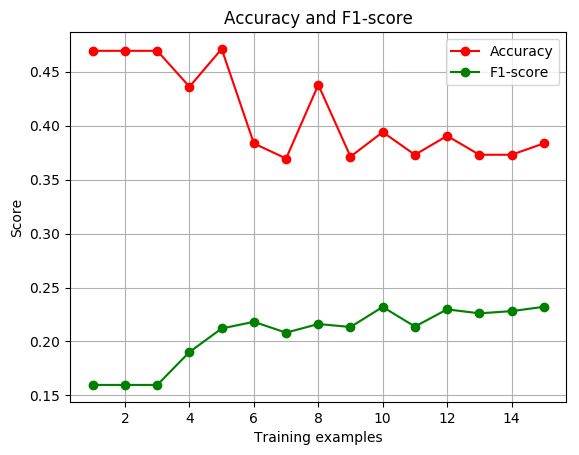 Accuracy and F1-score
Accuracy
F1-score
0.45
0.40
0.35
0.30
0.25
0.20
0.15
Score
2 4 6 8 10 12 14
Training examples